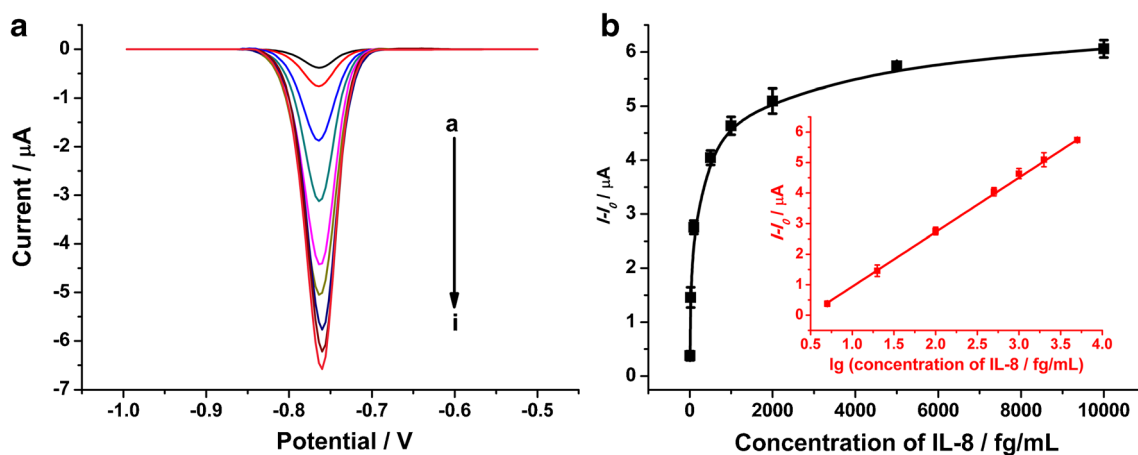 a
0
-1
-2
-3
-4
-5
-6
-7
Current / μA
a
i
-1.0 -0.9 -0.8 -0.7 -0.6 -0.5
Potential / V
b
6
5
4
3
2
1
0
I-I0 / μA
0 2000 4000 6000 8000 10000
Concentration of IL-8 / fg/mL
6
5
4
3
2
1
0
I-I0 / μA
0.5 1.0 1.5 2.0 2.5 3.0 3.5 4.0
lg (concentration of IL-8 / fg/mL)